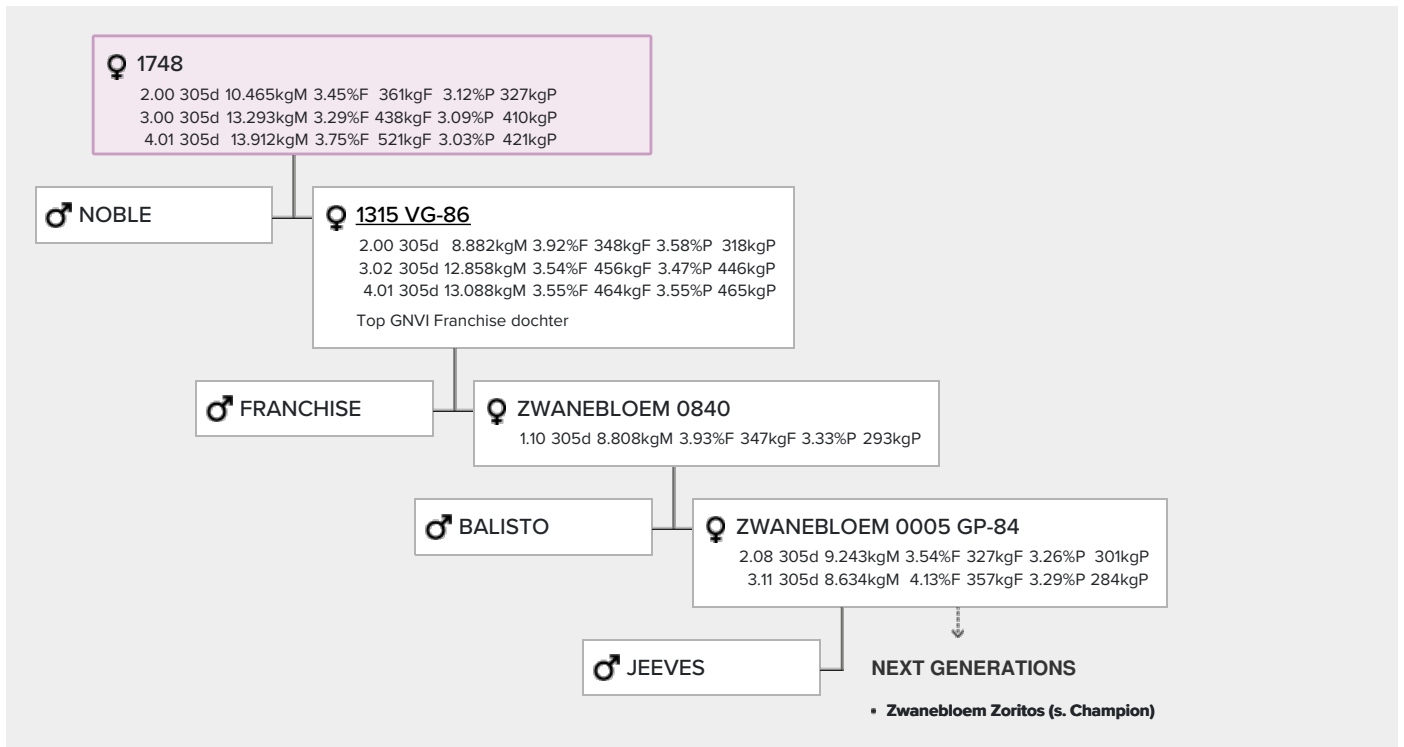 1748
2.00 305d 10.465kgM 3.45%F 361kgF 3.12%P 327kgP
3.00 305d 13.293kgM 3.29%F 438kgF 3.09%P 410kgP
4.01 305d 13.912kgM 3.75%F 521kgF 3.03%P 421kgP
NOBLE
1315 VG-86
2.00 305d 8.882kgM 3.92%F 348kgF 3.58%P 318kgP
3.02 305d 12.858kgM 3.54%F 456kgF 3.47%P 446kgP
4.01 305d 13.088kgM 3.55%F 464kgF 3.55%P 465kgP
Top GNVI Franchise dochter
FRANCHISE
ZWANEBLOEM 0840
1.10 305d 8.808kgM 3.93%F 347kgF 3.33%P 293kgP
BALISTO
ZWANEBLOEM 0005 GP-84
2.08 305d 9.243kgM 3.54%F 327kgF 3.26%P 301kgP
3.11 305d 8.634kgM 4.13%F 357kgF 3.29%P 284kgP
JEEVES
NEXT GENERATIONS
• Zwanebloem Zoritos (s. Champion)